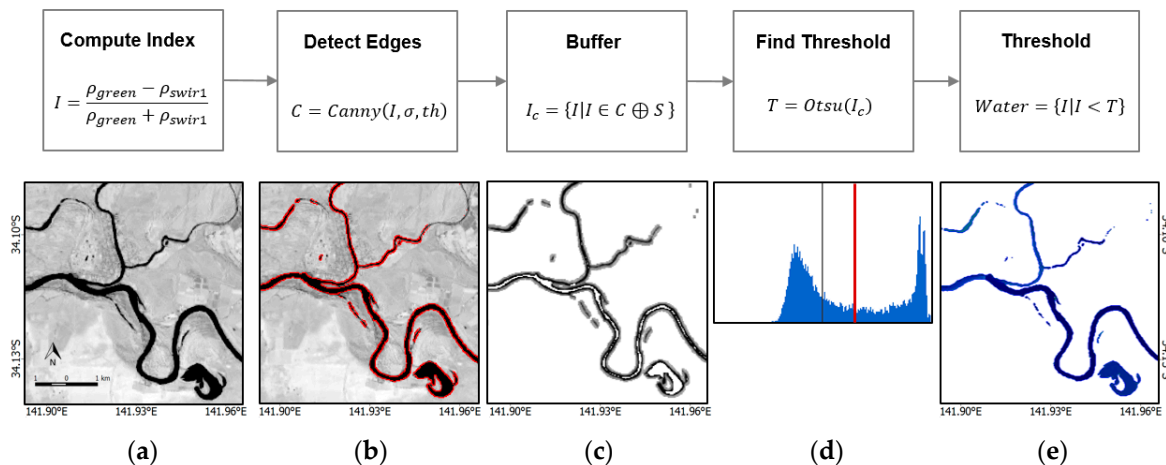 Compute Index
I = (ρgreen − ρswir1) / (ρgreen + ρswir1)
Detect Edges
C = Canny(I, σ, th)
Buffer
Ic = {I|I ∈ C ⊕ S }
Find Threshold
T = Otsu(Ic)
Threshold
Water = {I|I < T}
34.10°S
34.13°S
N
1 0 1 km
141.90°E 141.93°E 141.96°E
141.90°E 141.93°E 141.96°E
141.90°E 141.93°E 141.96°E
141.90°E 141.93°E 141.96°E
(a) (b) (c) (d) (e)